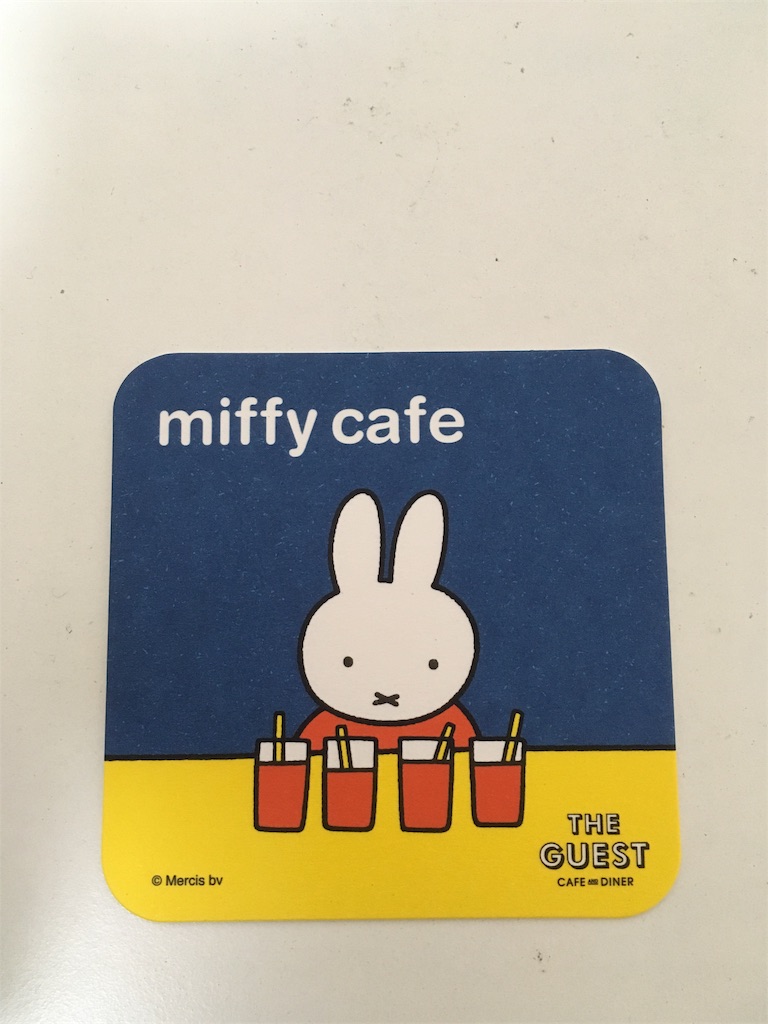 miffy cafe
THE
GUEST
CAFE AND DINER
© Mercis bv